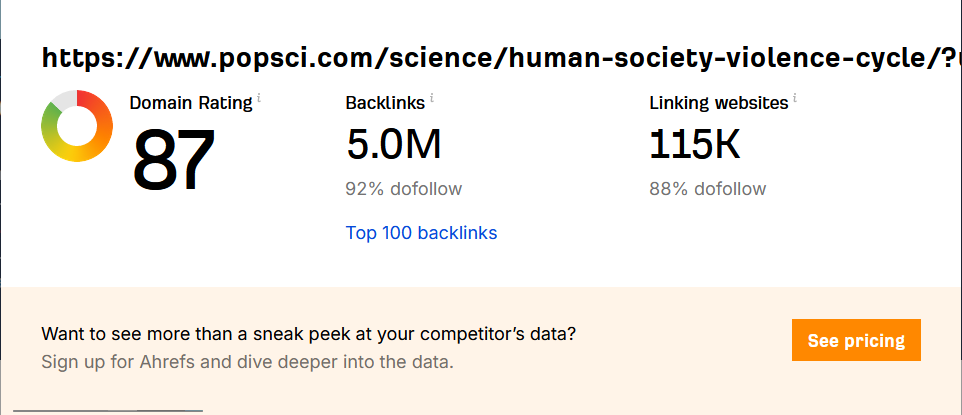 https://www.popsci.com/science/human-society-violence-cycle/?
Domain Rating i
87
Backlinks i
5.0M
92% dofollow
Top 100 backlinks
Linking websites i
115K
88% dofollow
Want to see more than a sneak peek at your competitor's data?
Sign up for Ahrefs and dive deeper into the data.
See pricing